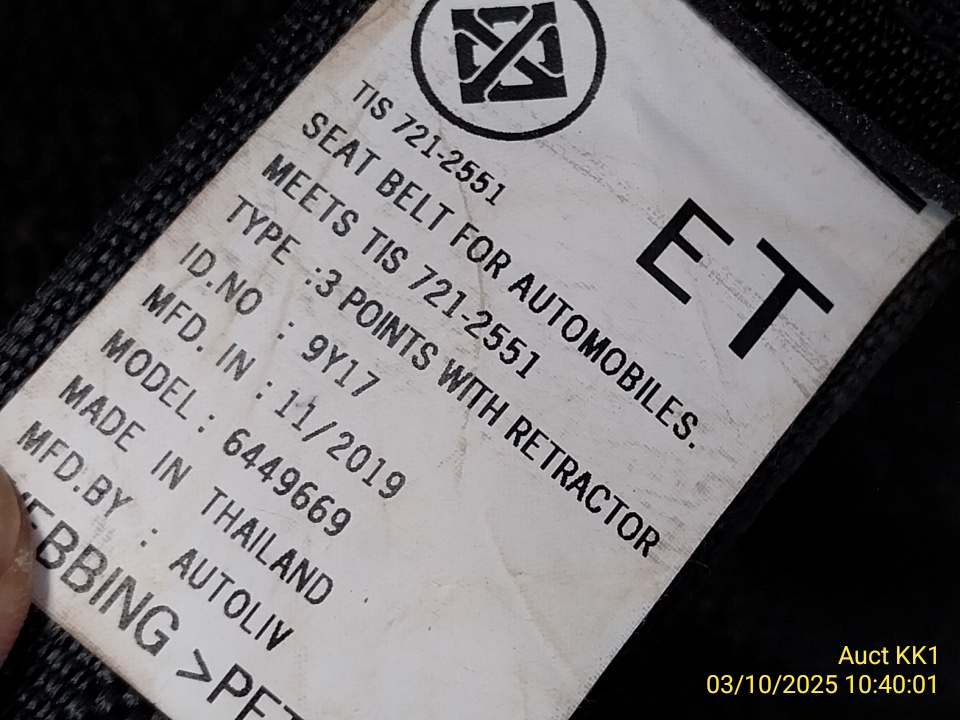 TIS 721-2551
ET
SEAT BELT FOR AUTOMOBILES.
MEETS TIS 721-2551
TYPE :3 POINTS WITH RETRACTOR
ID.NO : 9Y17
MFD. IN : 11/2019
MODEL : 6449669
MADE IN THAILAND
MFD.BY : AUTOLIV
WEBBING >PET
Auct KK1
03/10/2025 10:40:01